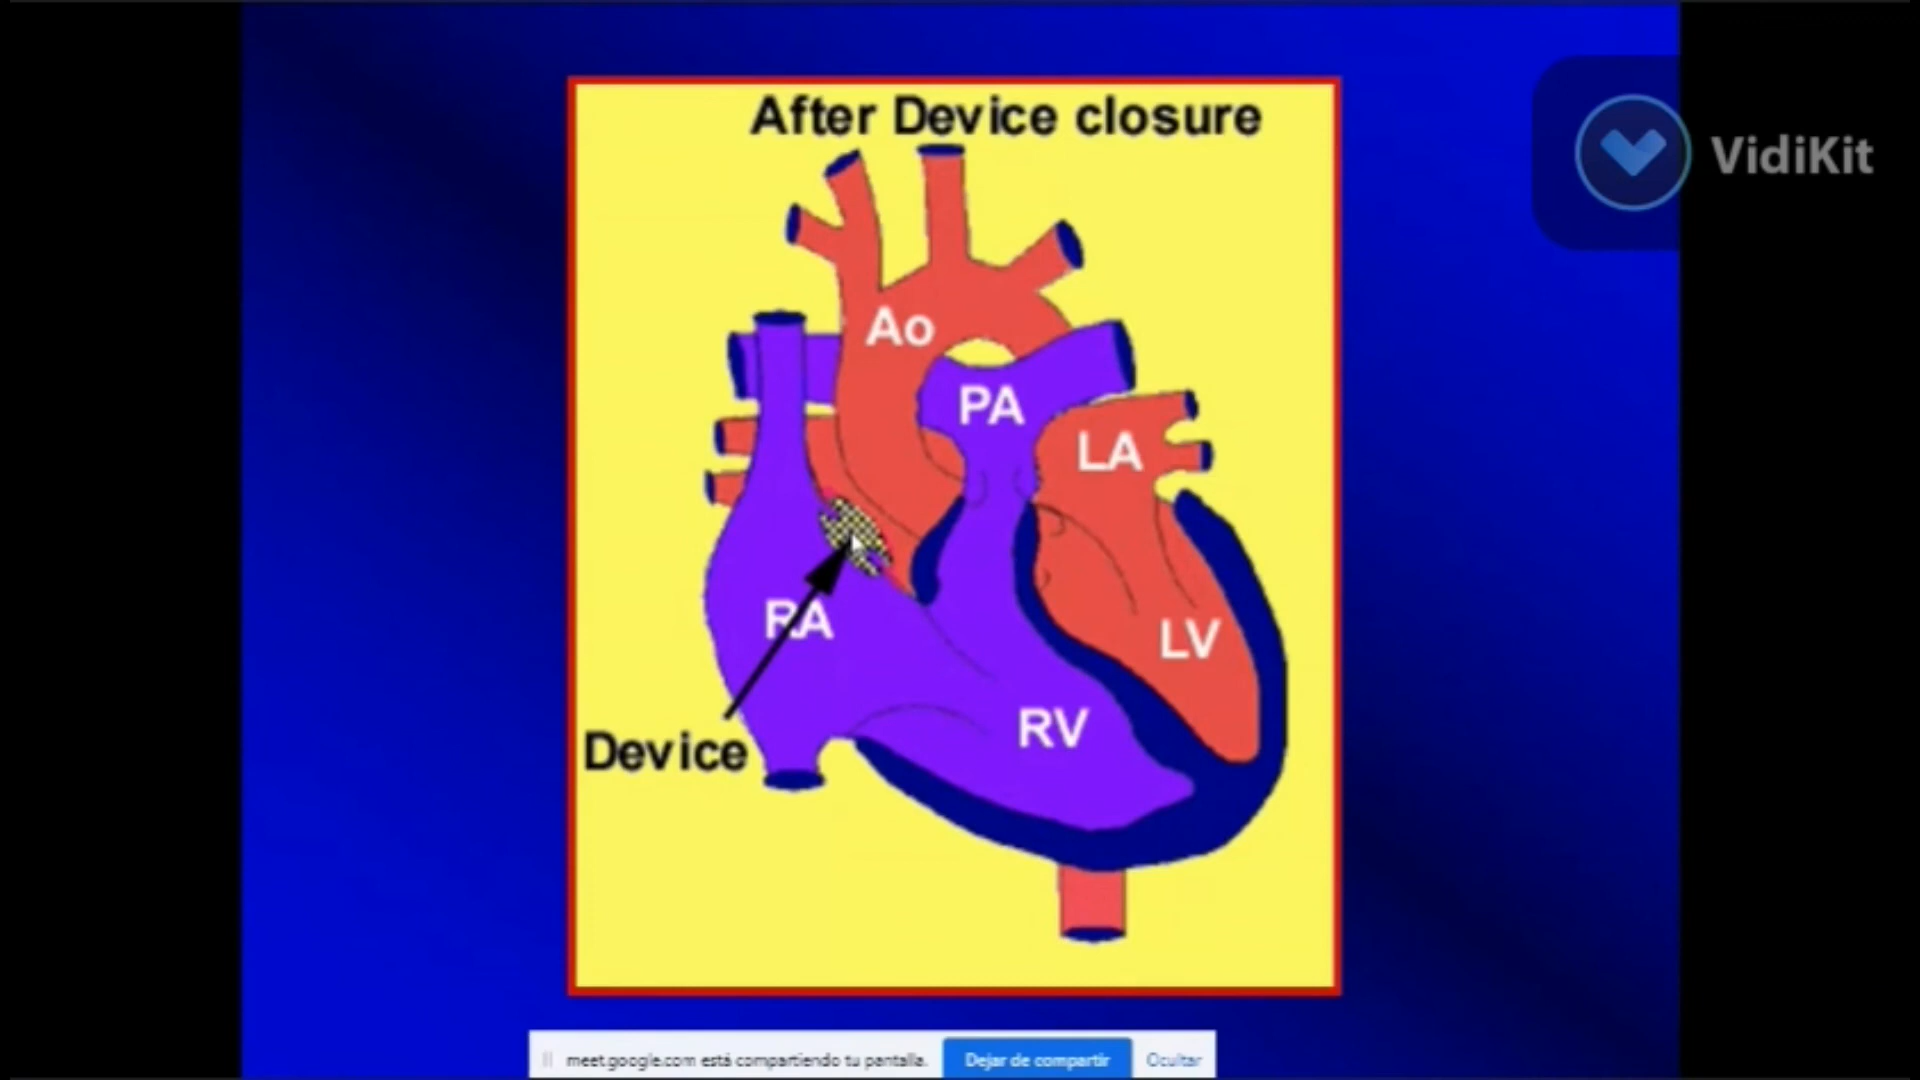 After Device closure
VidiKit
Ao
PA
LA
RA
LV
RV
Device
meet.google.com está compartiendo tu pantalla.
Dejar de compartir
Ocultar